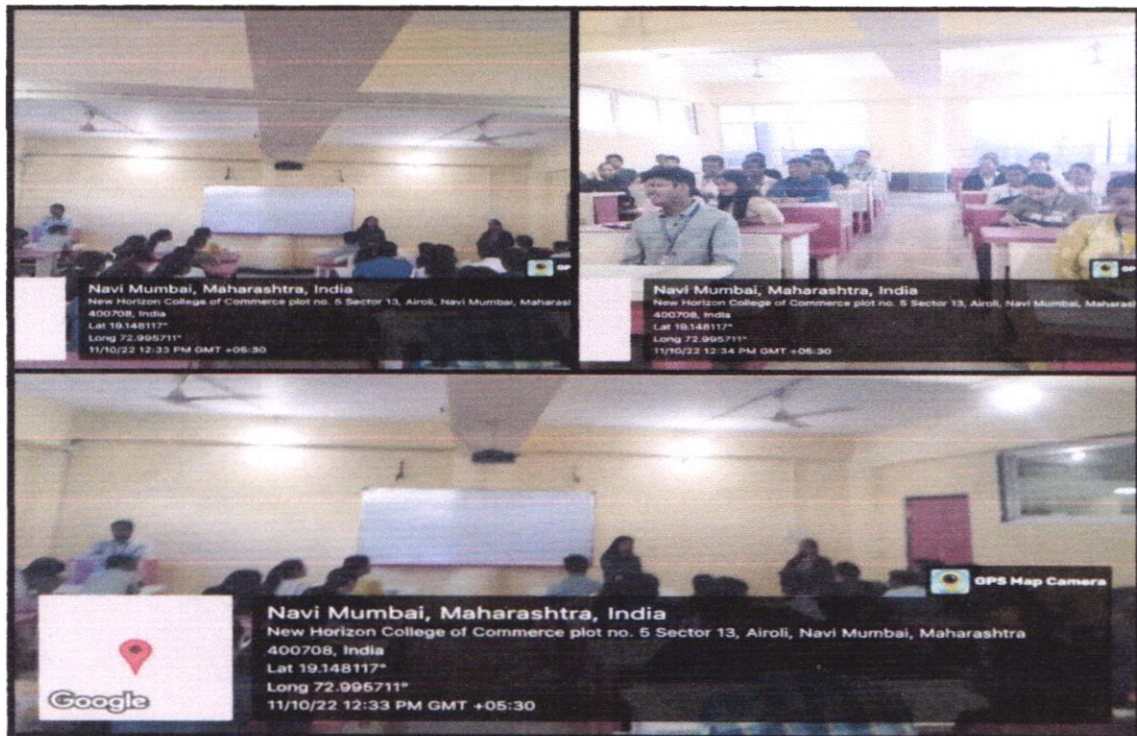 GP
Navi Mumbai, Maharashtra, India
New Horizon College of Commerce plot no. 5 Sector 13, Airoli, Navi Mumbai, Maharasht
400708, India
Lat 19.148117°
Long 72.995711°
11/10/22 12:33 PM GMT +05:30
GP
Navi Mumbai, Maharashtra, India
New Horizon College of Commerce plot no. 5 Sector 13, Airoli, Navi Mumbai, Maharasht
400708, India
Lat 19.148117°
Long 72.995711°
11/10/22 12:34 PM GMT +05:30
GPS Map Camera
Navi Mumbai, Maharashtra, India
New Horizon College of Commerce plot no. 5 Sector 13, Airoli, Navi Mumbai, Maharashtra
400708, India
Lat 19.148117°
Long 72.995711°
11/10/22 12:33 PM GMT +05:30
Google